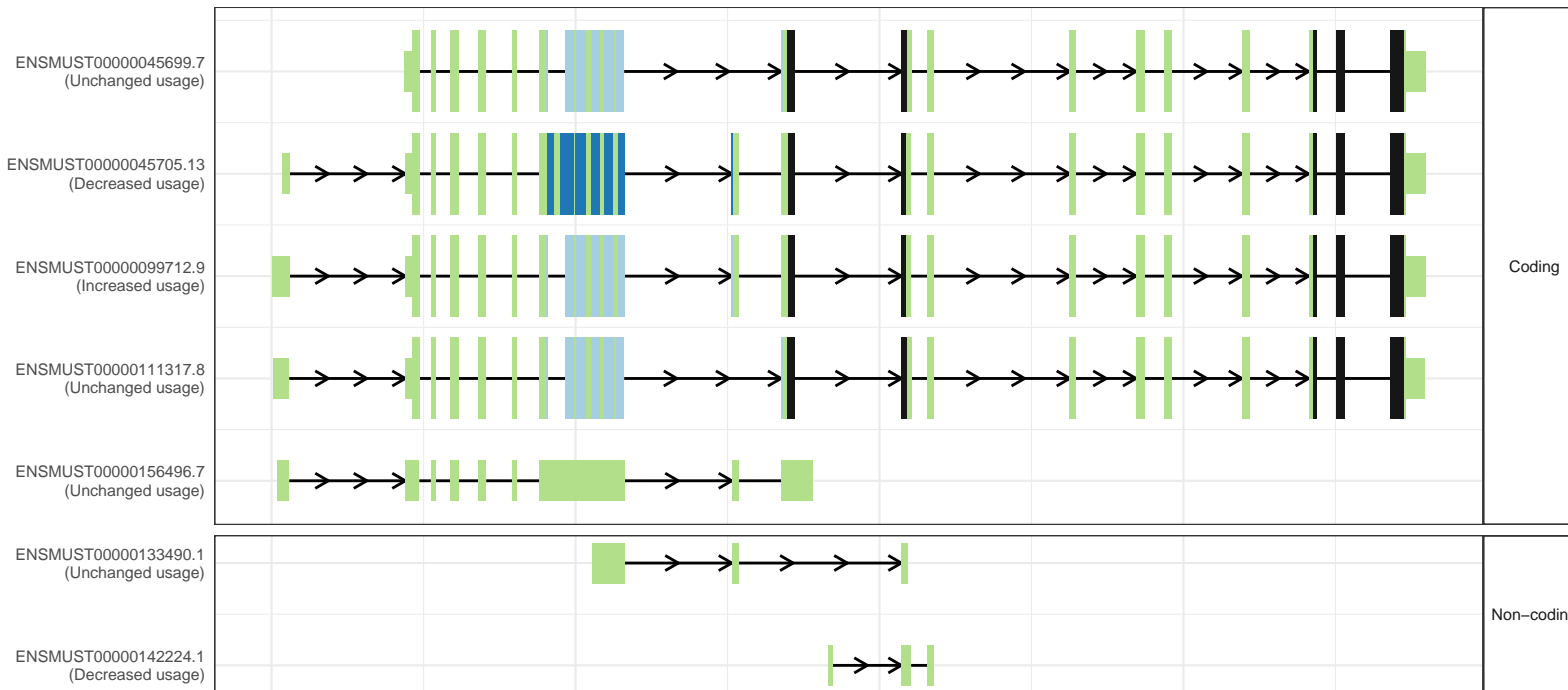 ENSMUST00000045699.7
(Unchanged usage)
ENSMUST00000045705.13
(Decreased usage)
ENSMUST00000099712.9
(Increased usage)
Coding
ENSMUST00000111317.8
(Unchanged usage)
ENSMUST00000156496.7
(Unchanged usage)
ENSMUST00000133490.1
(Unchanged usage)
Non−codin
ENSMUST00000142224.1
(Decreased usage)